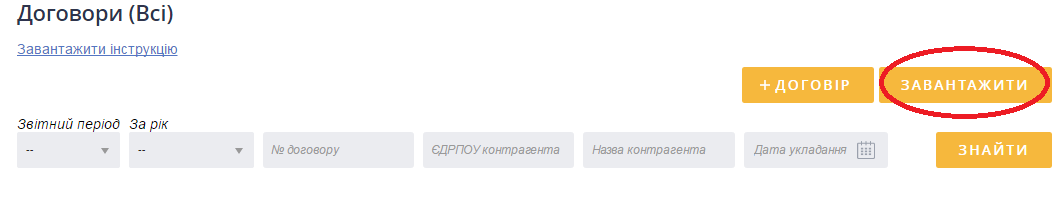 Договори (Всі)
Завантажити інструкцію
+ ДОГОВІР ЗАВАНТАЖИТИ
Звітний період За рік
-- -- № договору ЄДРПОУ контрагента Назва контрагента Дата укладання ЗНАЙТИ